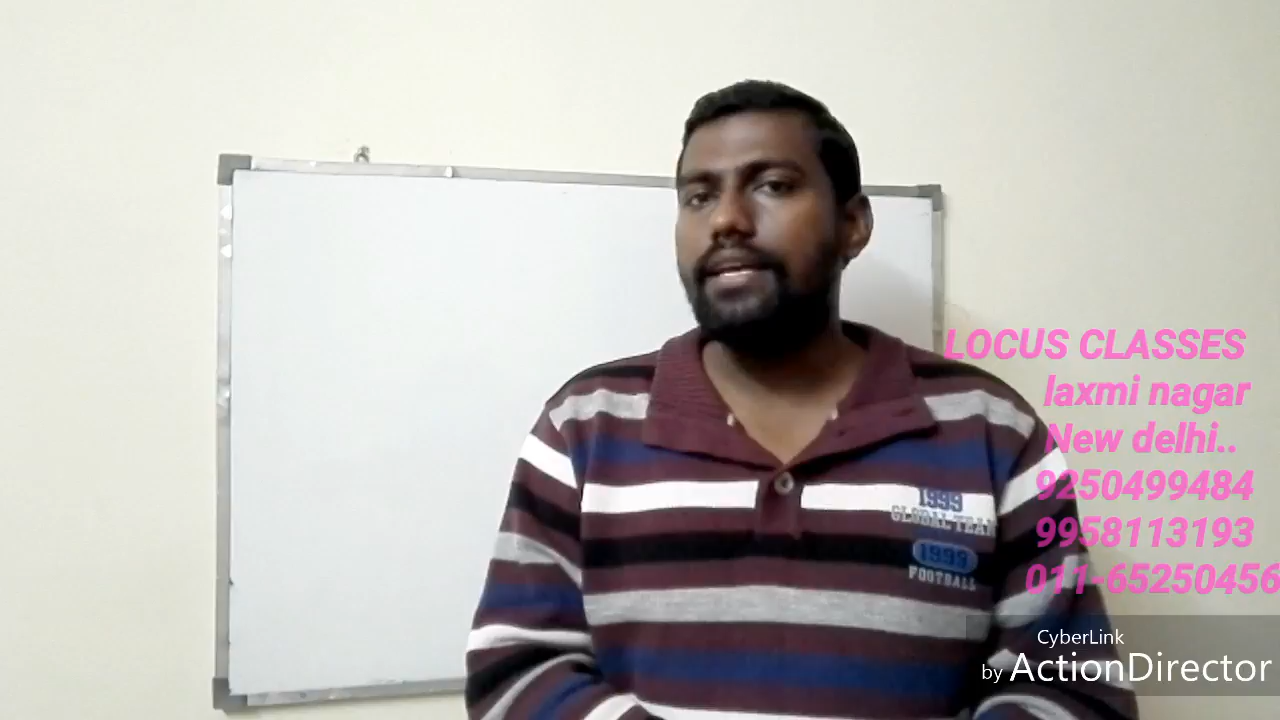 LOCUS CLASSES
laxmi nagar
New delhi..
9250499484
9958113193
011-65250456
1999
GLOBAL TEAM
1999
FOOTBALL
CyberLink
by ActionDirector